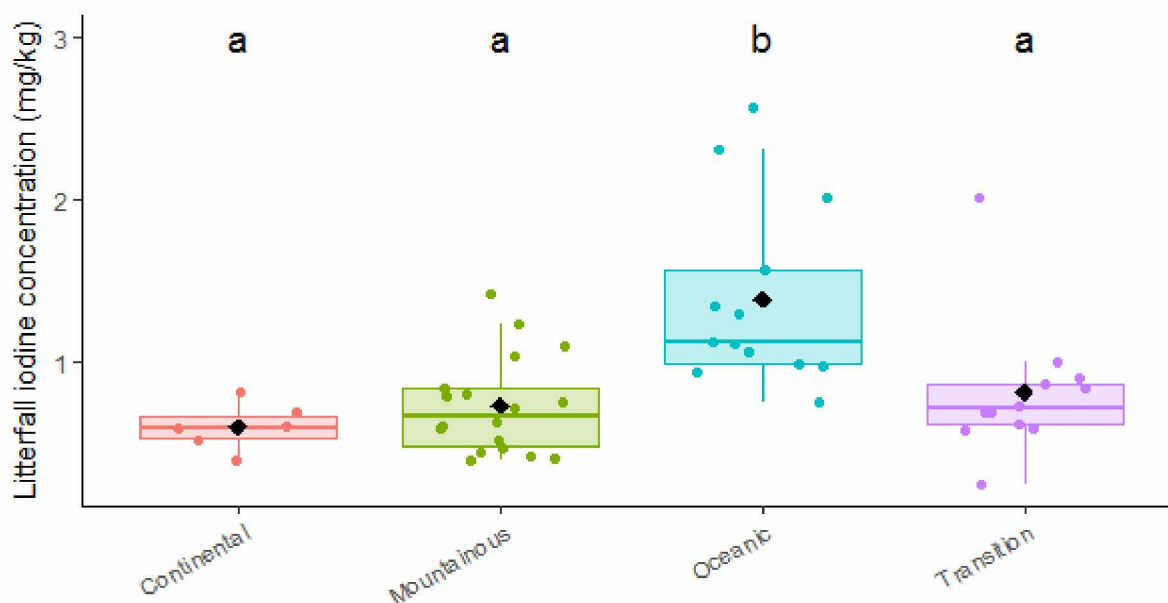 Litterfall iodine concentration (mg/kg)
3
2
1
a a b a
Continental Mountainous Oceanic Transition